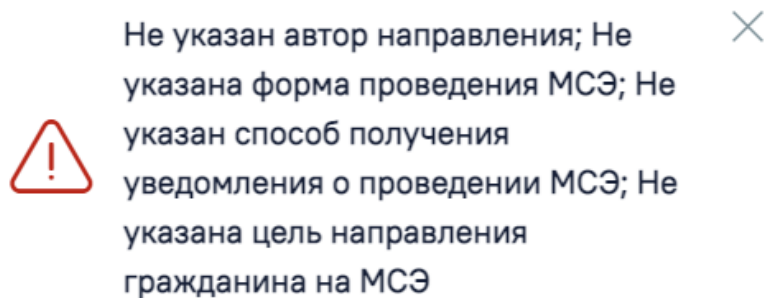 Не указан автор направления; Не
указана форма проведения МСЭ; Не
указан способ получения
уведомления о проведении МСЭ; Не
указана цель направления
гражданина на МСЭ